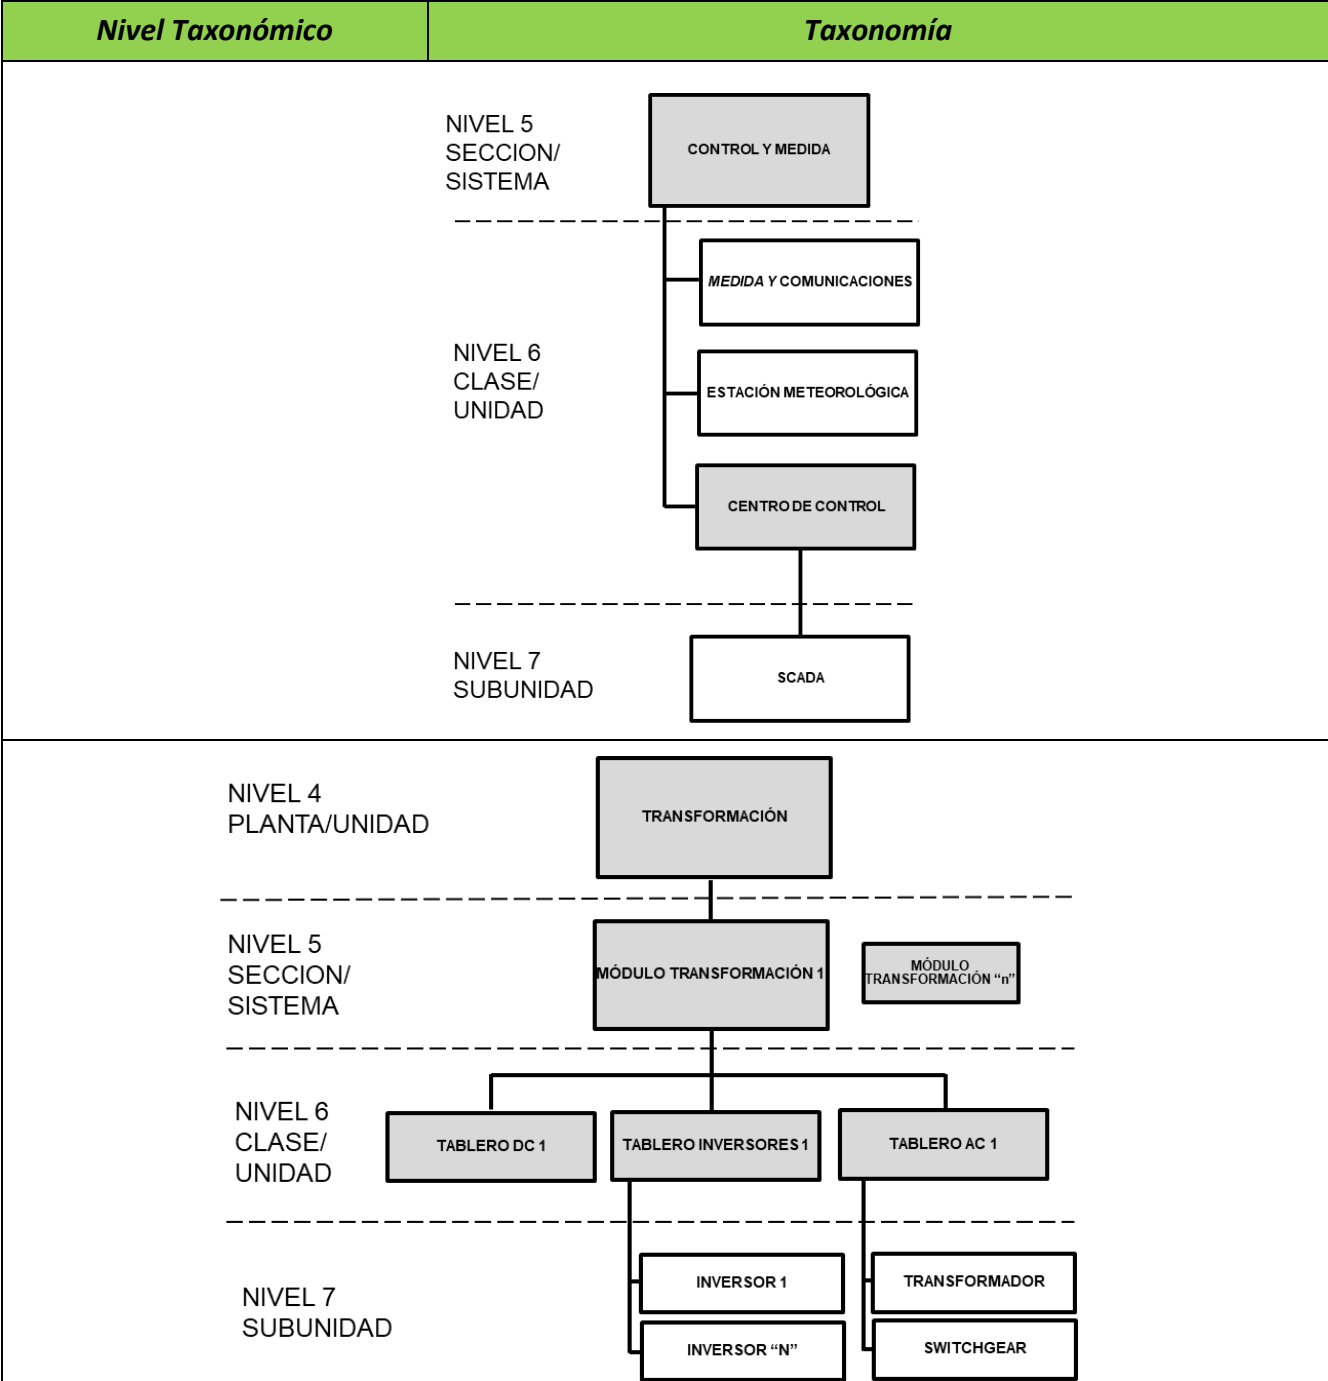 Nivel Taxonómico
Taxonomía
NIVEL 5
SECCION/
SISTEMA
CONTROL Y MEDIDA
MEDIDA Y COMUNICACIONES
NIVEL 6
CLASE/
UNIDAD
ESTACIÓN METEOROLÓGICA
CENTRO DE CONTROL
NIVEL 7
SUBUNIDAD
SCADA
NIVEL 4
PLANTA/UNIDAD
TRANSFORMACIÓN
NIVEL 5
SECCION/
SISTEMA
MÓDULO TRANSFORMACIÓN 1
MÓDULO
TRANSFORMACIÓN “n”
NIVEL 6
CLASE/
UNIDAD
TABLERO DC 1
TABLERO INVERSORES 1
TABLERO AC 1
NIVEL 7
SUBUNIDAD
INVERSOR 1
TRANSFORMADOR
INVERSOR “N”
SWITCHGEAR